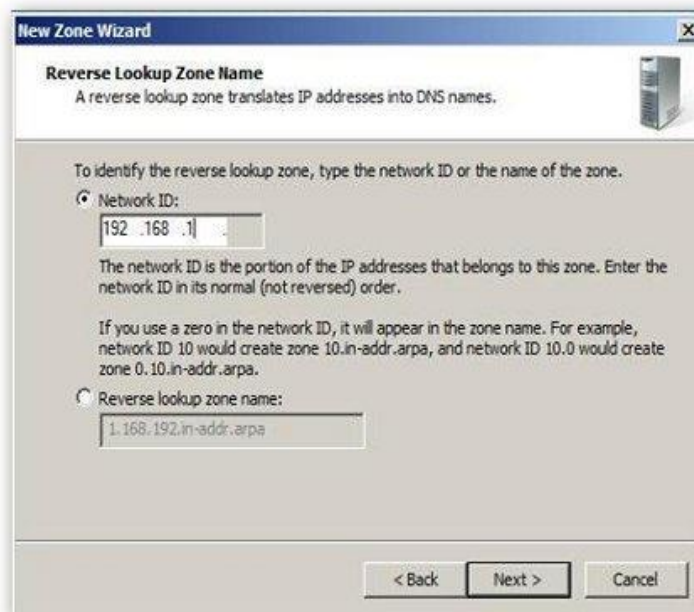 New Zone Wizard
Reverse Lookup Zone Name
A reverse lookup zone translates IP addresses into DNS names.
To identify the reverse lookup zone, type the network ID or the name of the zone.
Network ID:
192 .168 .1 .
The network ID is the portion of the IP addresses that belongs to this zone. Enter the
network ID in its normal (not reversed) order.
If you use a zero in the network ID, it will appear in the zone name. For example,
network ID 10 would create zone 10.in-addr.arpa, and network ID 10.0 would create
zone 0.10.in-addr.arpa.
Reverse lookup zone name:
1.168.192.in-addr.arpa
< Back Next > Cancel